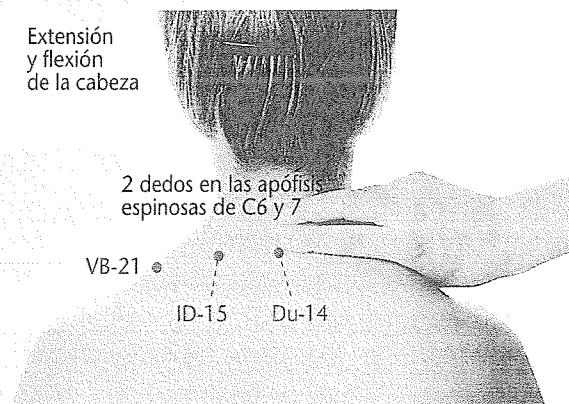 Extensión
y flexión
de la cabeza
2 dedos en las apófisis
espinosas de C6 y 7
VB-21
ID-15
Du-14